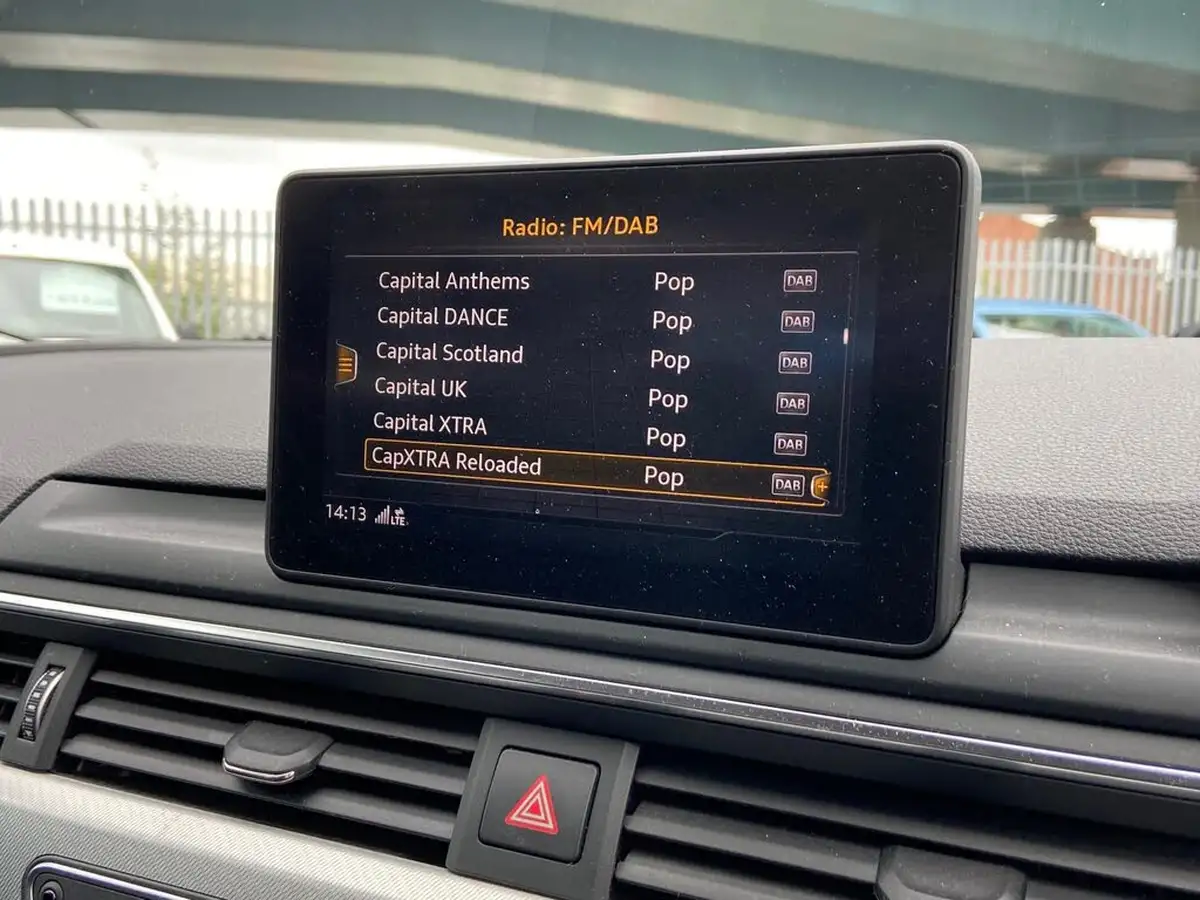 Radio: FM/DAB
Capital Anthems Pop DAB
Capital DANCE Pop DAB
Capital Scotland Pop DAB
Capital UK Pop DAB
Capital XTRA Pop DAB
CapXTRA Reloaded Pop DAB +
14:13 LTE